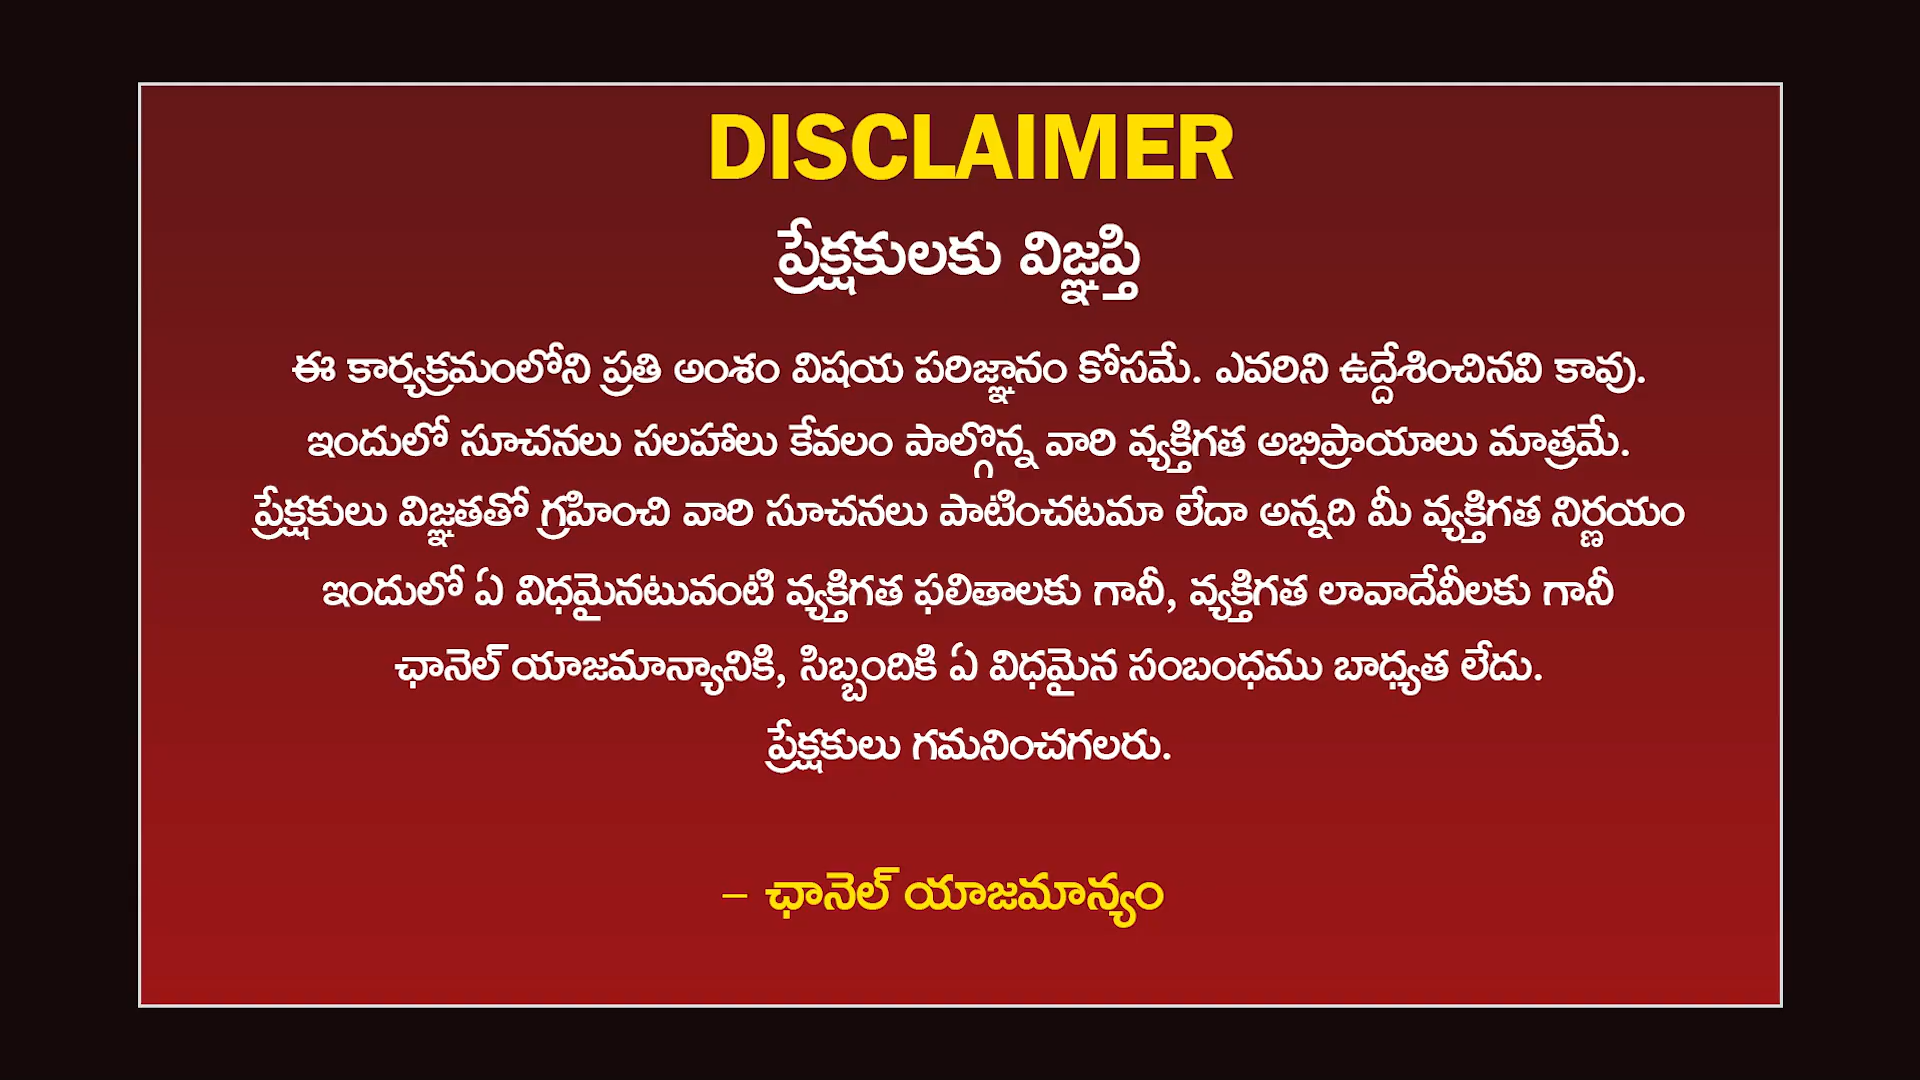 DISCLAIMER
ప్రేక్షకులకు విజ్ఞప్తి
ఈ కార్యక్రమంలోని ప్రతి అంశం విషయ పరిజ్ఞానం కోసమే. ఎవరిని ఉద్దేశించినవి కావు.
ఇందులో సూచనలు సలహాలు కేవలం పాల్గొన్న వారి వ్యక్తిగత అభిప్రాయాలు మాత్రమే.
ప్రేక్షకులు విజ్ఞతతో గ్రహించి వారి సూచనలు పాటించటమా లేదా అన్నది మీ వ్యక్తిగత నిర్ణయం
ఇందులో ఏ విధమైనటువంటి వ్యక్తిగత ఫలితాలకు గానీ, వ్యక్తిగత లావాదేవీలకు గానీ
ఛానెల్ యాజమాన్యానికి, సిబ్బందికి ఏ విధమైన సంబంధము బాధ్యత లేదు.
ప్రేక్షకులు గమనించగలరు.
– ఛానెల్ యాజమాన్యం